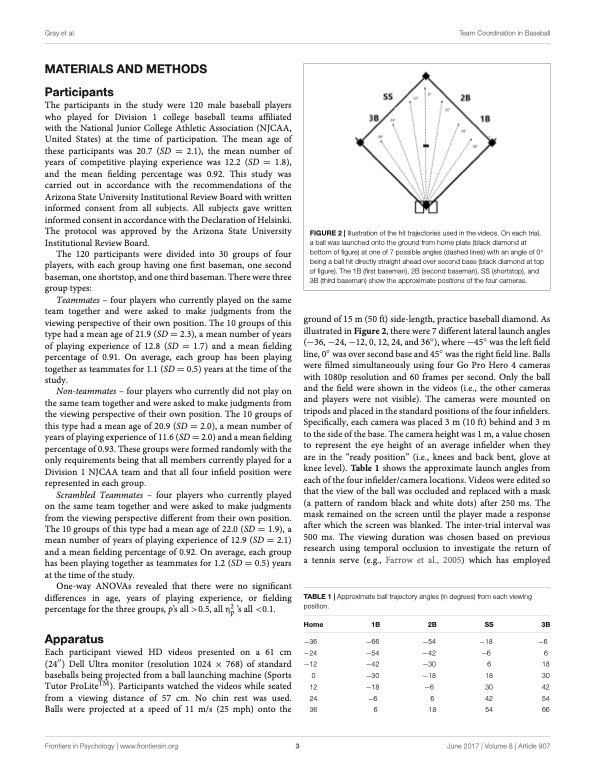 Gray et al.
Team Coordination in Baseball
MATERIALS AND METHODS
Participants
The participants in the study were 120 male baseball players
who played for Division 1 college baseball teams affiliated
with the National Junior College Athletic Association (NJCAA,
United States) at the time of participation. The mean age of
these participants was 20.7 (SD = 2.1), the mean number of
years of competitive playing experience was 12.2 (SD = 1.8),
and the mean fielding percentage was 0.92. This study was
carried out in accordance with the recommendations of the
Arizona State University Institutional Review Board with written
informed consent from all subjects. All subjects gave written
informed consent in accordance with the Declaration of Helsinki.
The protocol was approved by the Arizona State University
Institutional Review Board.
The 120 participants were divided into 30 groups of four
players, with each group having one first baseman, one second
baseman, one shortstop, and one third baseman. There were three
group types:
Teammates – four players who currently played on the same
team together and were asked to make judgments from the
viewing perspective of their own position. The 10 groups of this
type had a mean age of 21.9 (SD = 2.3), a mean number of years
of playing experience of 12.8 (SD = 1.7) and a mean fielding
percentage of 0.91. On average, each group has been playing
together as teammates for 1.1 (SD = 0.5) years at the time of the
study.
Non-teammates – four players who currently did not play on
the same team together and were asked to make judgments from
the viewing perspective of their own position. The 10 groups of
this type had a mean age of 20.9 (SD = 2.0), a mean number of
years of playing experience of 11.6 (SD = 2.0) and a mean fielding
percentage of 0.93. These groups were formed randomly with the
only requirements being that all members currently played for a
Division 1 NJCAA team and that all four infield position were
represented in each group.
Scrambled Teammates – four players who currently played
on the same team together and were asked to make judgments
from the viewing perspective different from their own position.
The 10 groups of this type had a mean age of 22.0 (SD = 1.9), a
mean number of years of playing experience of 12.9 (SD = 2.1)
and a mean fielding percentage of 0.92. On average, each group
has been playing together as teammates for 1.2 (SD = 0.5) years
at the time of the study.
One-way ANOVAs revealed that there were no significant
differences in age, years of playing experience, or fielding
percentage for the three groups, p's all >0.5, all η²p 's all <0.1.
Apparatus
Each participant viewed HD videos presented on a 61 cm
(24″) Dell Ultra monitor (resolution 1024 × 768) of standard
baseballs being projected from a ball launching machine (Sports
Tutor ProLite™). Participants watched the videos while seated
from a viewing distance of 57 cm. No chin rest was used.
Balls were projected at a speed of 11 m/s (25 mph) onto the
SS
2B
3B
1B
FIGURE 2 | Illustration of the hit trajectories used in the videos. On each trial,
a ball was launched onto the ground from home plate (black diamond at
bottom of figure) at one of 7 possible angles (dashed lines) with an angle of 0°
being a ball hit directly straight ahead over second base (black diamond at top
of figure). The 1B (first baseman), 2B (second baseman), SS (shortstop), and
3B (third baseman) show the approximate positions of the four cameras.
ground of 15 m (50 ft) side-length, practice baseball diamond. As
illustrated in Figure 2, there were 7 different lateral launch angles
(−36, −24, −12, 0, 12, 24, and 36°), where −45° was the left field
line, 0° was over second base and 45° was the right field line. Balls
were filmed simultaneously using four Go Pro Hero 4 cameras
with 1080p resolution and 60 frames per second. Only the ball
and the field were shown in the videos (i.e., the other cameras
and players were not visible). The cameras were mounted on
tripods and placed in the standard positions of the four infielders.
Specifically, each camera was placed 3 m (10 ft) behind and 3 m
to the side of the base. The camera height was 1 m, a value chosen
to represent the eye height of an average infielder when they
are in the “ready position” (i.e., knees and back bent, glove at
knee level). Table 1 shows the approximate launch angles from
each of the four infielder/camera locations. Videos were edited so
that the view of the ball was occluded and replaced with a mask
(a pattern of random black and white dots) after 250 ms. The
mask remained on the screen until the player made a response
after which the screen was blanked. The inter-trial interval was
500 ms. The viewing duration was chosen based on previous
research using temporal occlusion to investigate the return of
a tennis serve (e.g., Farrow et al., 2005) which has employed
TABLE 1 | Approximate ball trajectory angles (in degrees) from each viewing
position.
Home 1B 2B SS 3B
−36 −66 −54 −18 −6
−24 −54 −42 −6 6
−12 −42 −30 6 18
0 −30 −18 18 30
12 −18 −6 30 42
24 −6 6 42 54
36 6 18 54 66
Frontiers in Psychology | www.frontiersin.org
3
June 2017 | Volume 8 | Article 907